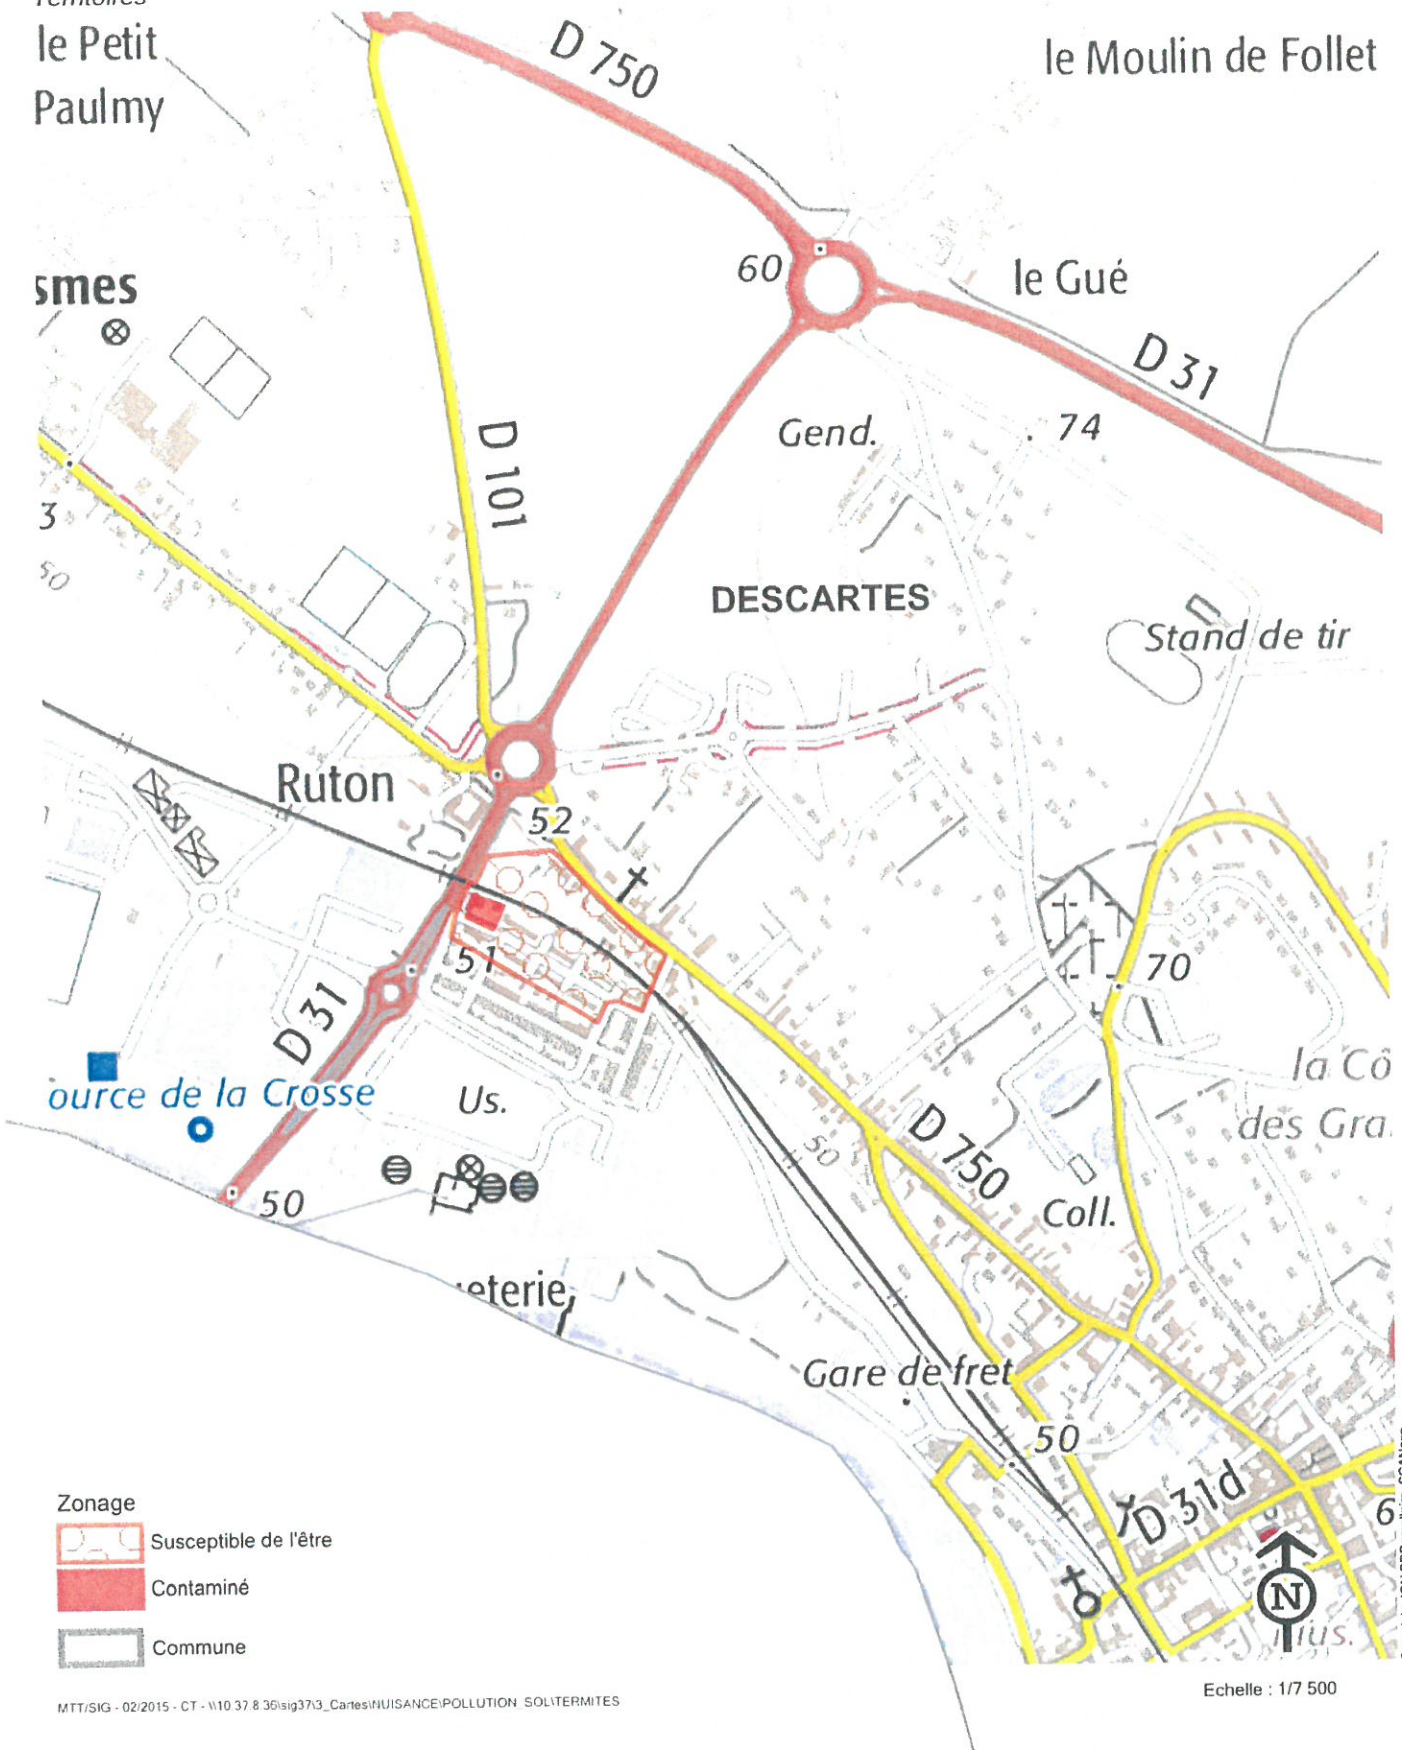 Territoires
le Petit
Paulmy
D 750
le Moulin de Follet
60
le Gué
smes
D 31
D 101
Gend.
74
3
50
DESCARTES
Stand de tir
Ruton
52
51
70
D 31
ource de la Crosse
Us.
la Cô
des Gra
50
D 750
50
Coll.
eterie
Gare de fret
50
D 31d
6
N
Zonage
Susceptible de l'être
Contaminé
Commune
MTT/SIG - 02/2015 - CT - \\10.37.8.36\sig37\3_Cartes\NUISANCE\POLLUTION_SOL\TERMITES
Echelle : 1/7 500